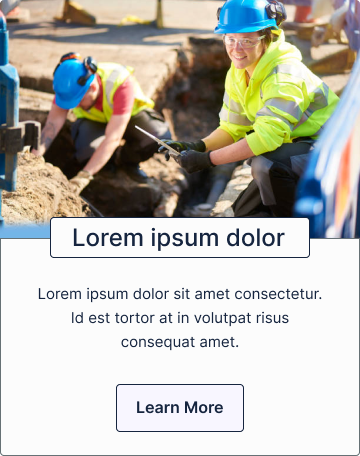 Lorem ipsum dolor
Lorem ipsum dolor sit amet consectetur.
Id est tortor at in volutpat risus
consequat amet.
Learn More